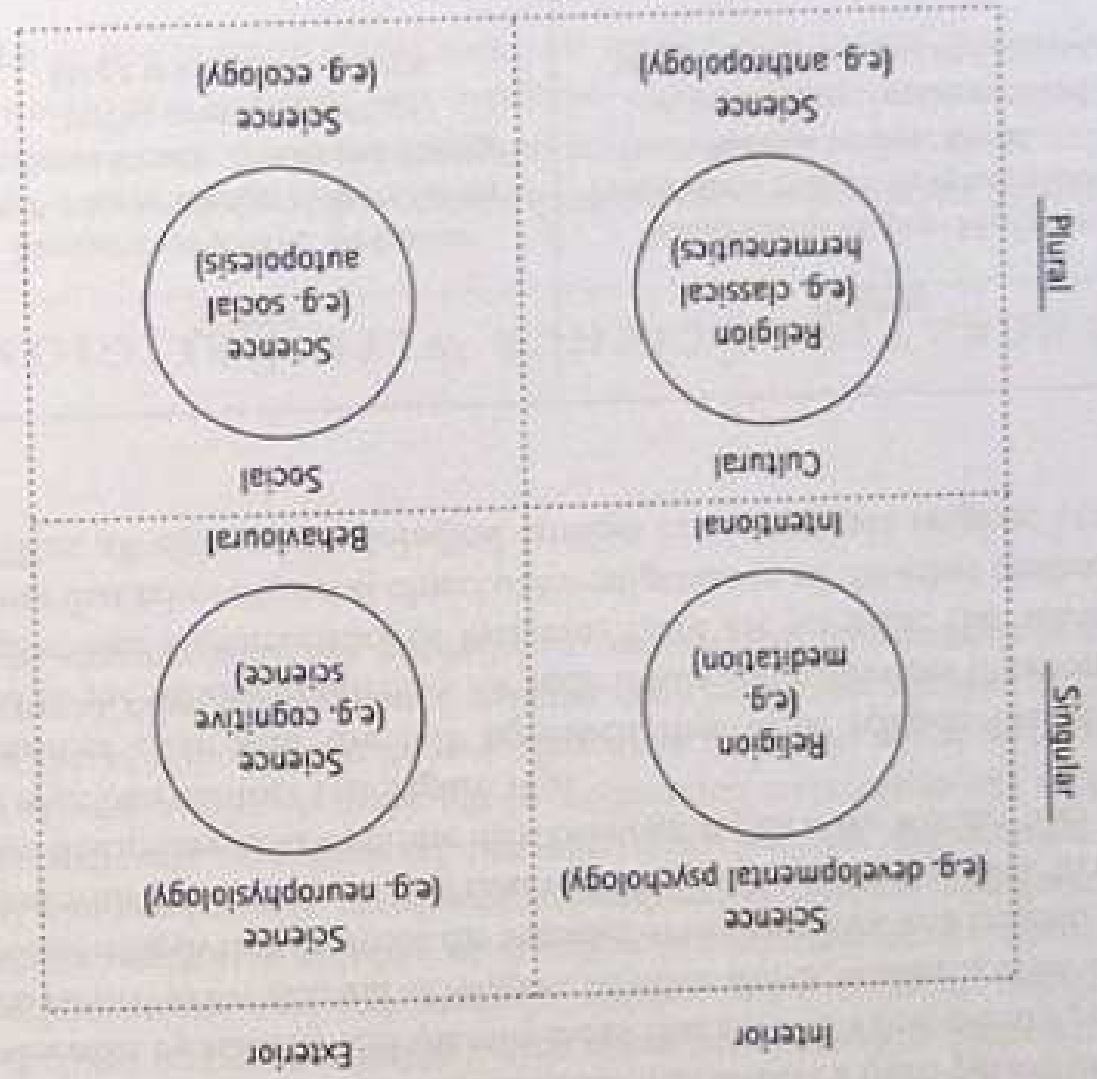 Interior
Exterior
Singular
Science
(e.g. developmental psychology)
Religion
(e.g.
meditation)
Intentional
Science
(e.g. neurophysiology)
Science
(e.g. cognitive
science)
Behavioural
Plural
Cultural
Religion
(e.g. classical
hermeneutics)
Science
(e.g. anthropology)
Social
Science
(e.g. social
autopoiesis)
Science
(e.g. ecology)